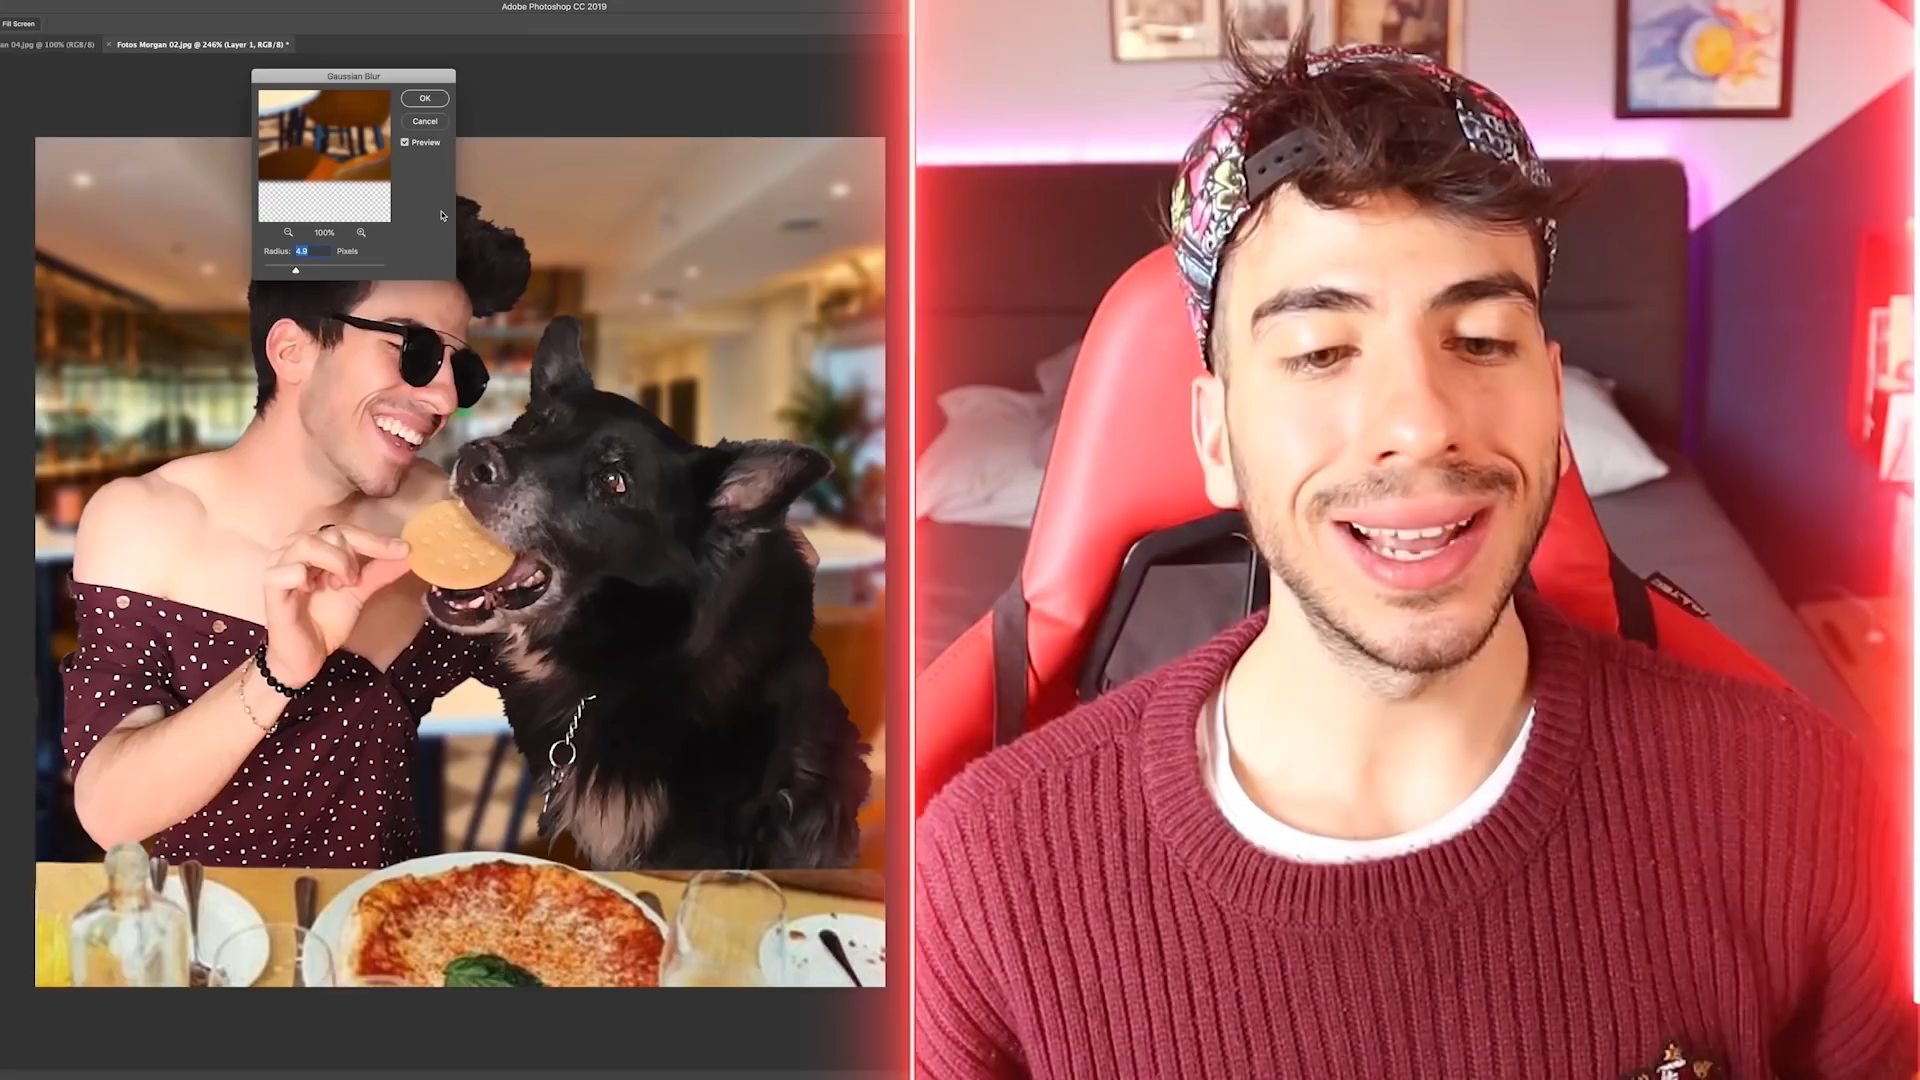 Adobe Photoshop CC 2019
Fill Screen
an 04.jpg @ 100% (RGB/8)
× Fotos Morgan 02.jpg @ 246% (Layer 1, RGB/8) *
Gaussian Blur
OK
Cancel
Preview
100%
Radius: 4.9 Pixels